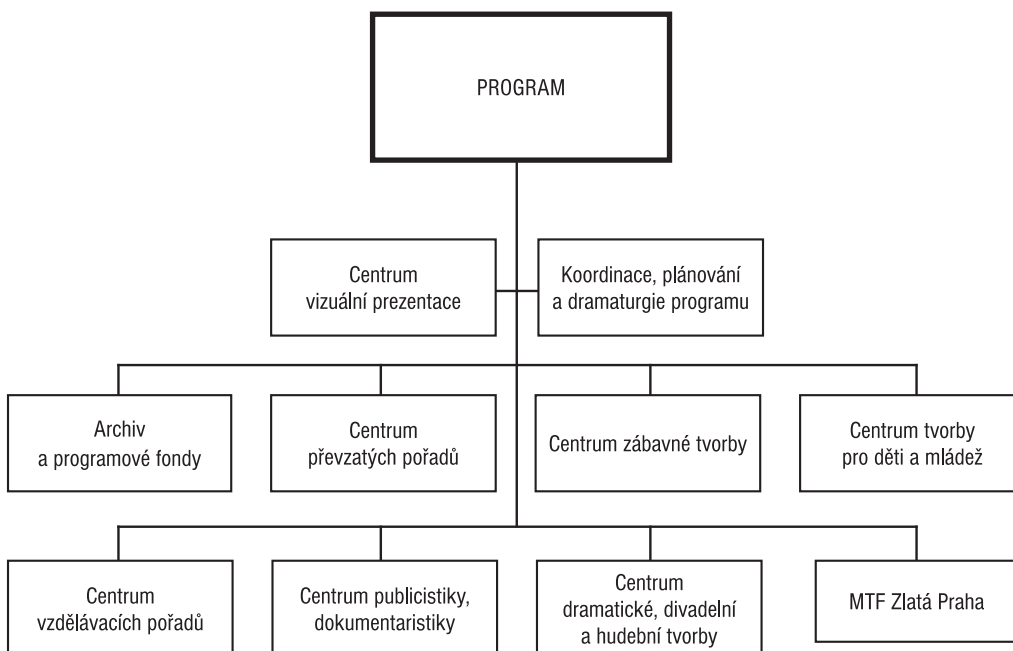 PROGRAM
Centrum
vizuální prezentace
Koordinace, plánování
a dramaturgie programu
Archiv
a programové fondy
Centrum
převzatých pořadů
Centrum zábavné tvorby
Centrum tvorby
pro děti a mládež
Centrum
vzdělávacích pořadů
Centrum publicistiky,
dokumentaristiky
Centrum
dramatické, divadelní
a hudební tvorby
MTF Zlatá Praha